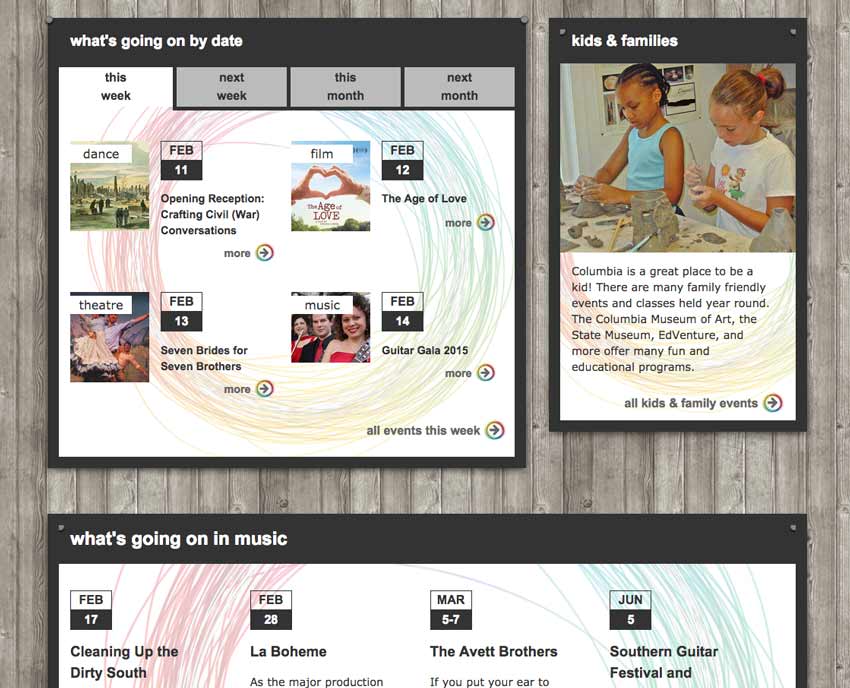 what's going on by date
this
week
next
week
this
month
next
month
dance
FEB
11
Opening Reception:
Crafting Civil (War)
Conversations
more
film
The Age of
LOVE
FEB
12
The Age of Love
more
theatre
FEB
13
Seven Brides for
Seven Brothers
more
music
FEB
14
Guitar Gala 2015
more
all events this week
kids & families
Columbia is a great place to be a
kid! There are many family friendly
events and classes held year round.
The Columbia Museum of Art, the
State Museum, EdVenture, and
more offer many fun and
educational programs.
all kids & family events
what's going on in music
FEB
17
Cleaning Up the
Dirty South
FEB
28
La Boheme
As the major production
MAR
5-7
The Avett Brothers
If you put your ear to
JUN
5
Southern Guitar
Festival and